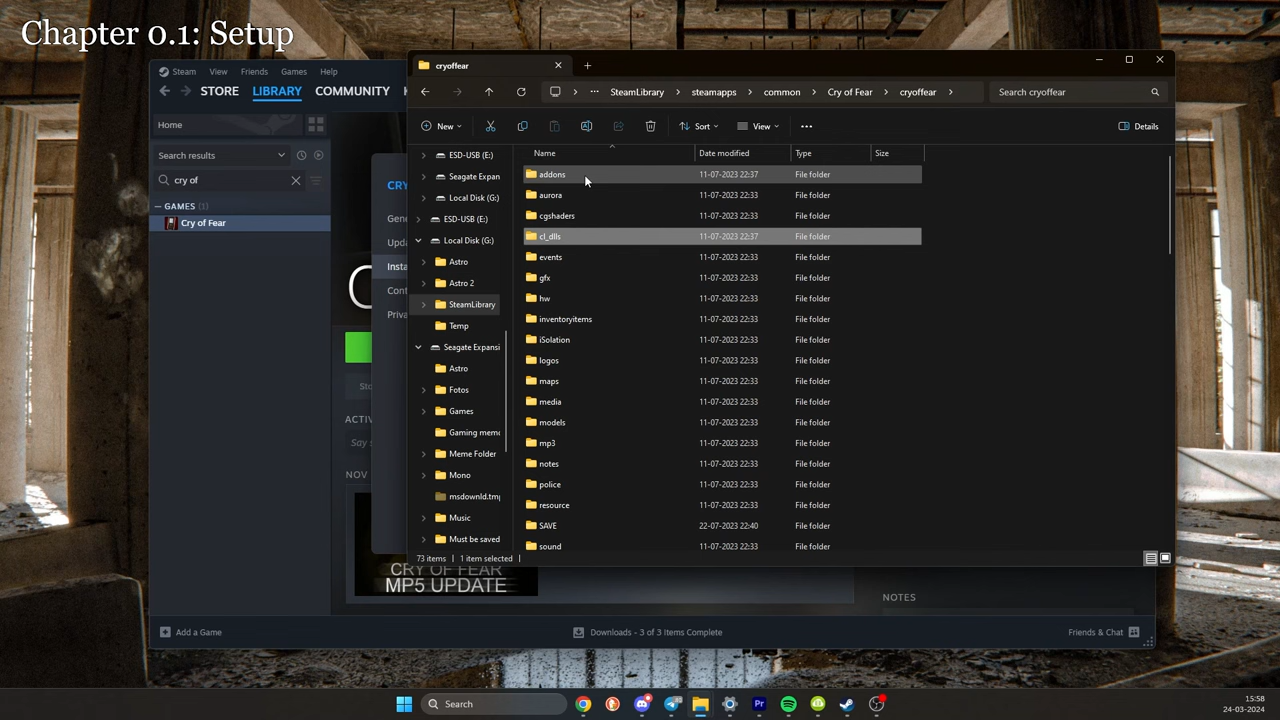 Chapter 0.1: Setup
Steam View Friends Games Help
STORE LIBRARY COMMUNITY
Home
Search results
cry of
GAMES (1)
Cry of Fear
CRY
Gene
Upda
Insta
Cont
Priva
Sto
ACTIV
Say s
NOV
CRY OF FEAR
MP5 UPDATE
NOTES
Add a Game
Downloads - 3 of 3 Items Complete
Friends & Chat
cryoffear
SteamLibrary > steamapps > common > Cry of Fear > cryoffear >
Search cryoffear
New Sort View Details
ESD-USB (E:)
Seagate Expan
Local Disk (G:)
ESD-USB (E:)
Local Disk (G:)
Astro
Astro 2
SteamLibrary
Temp
Seagate Expansi
Astro
Fotos
Games
Gaming meme
Meme Folder
Mono
msdownld.tmp
Music
Must be saved
Name Date modified Type Size
addons 11-07-2023 22:37 File folder
aurora 11-07-2023 22:33 File folder
cgshaders 11-07-2023 22:33 File folder
cl_dlls 11-07-2023 22:37 File folder
events 11-07-2023 22:33 File folder
gfx 11-07-2023 22:33 File folder
hw 11-07-2023 22:33 File folder
inventoryitems 11-07-2023 22:33 File folder
iSolation 11-07-2023 22:33 File folder
logos 11-07-2023 22:33 File folder
maps 11-07-2023 22:33 File folder
media 11-07-2023 22:33 File folder
models 11-07-2023 22:33 File folder
mp3 11-07-2023 22:33 File folder
notes 11-07-2023 22:33 File folder
police 11-07-2023 22:33 File folder
resource 11-07-2023 22:33 File folder
SAVE 22-07-2023 22:40 File folder
sound 11-07-2023 22:33 File folder
73 items 1 item selected
Search
Pr
15:58
24-03-2024